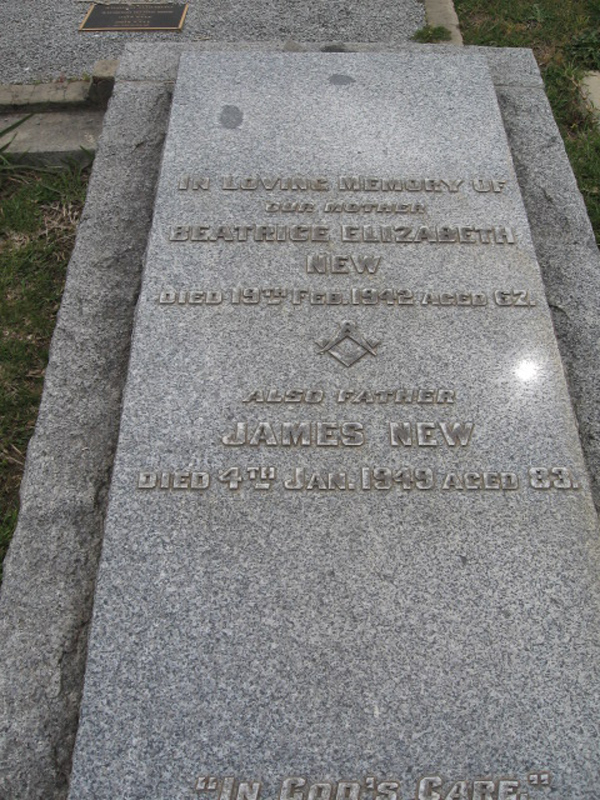 IN LOVING MEMORY OF
OUR MOTHER
BEATRICE ELIZABETH
NEW
DIED 19TH FEB. 1942 AGED 62.
ALSO FATHER
JAMES NEW
DIED 4TH JAN. 1949 AGED 83.
"IN GOD'S CARE."